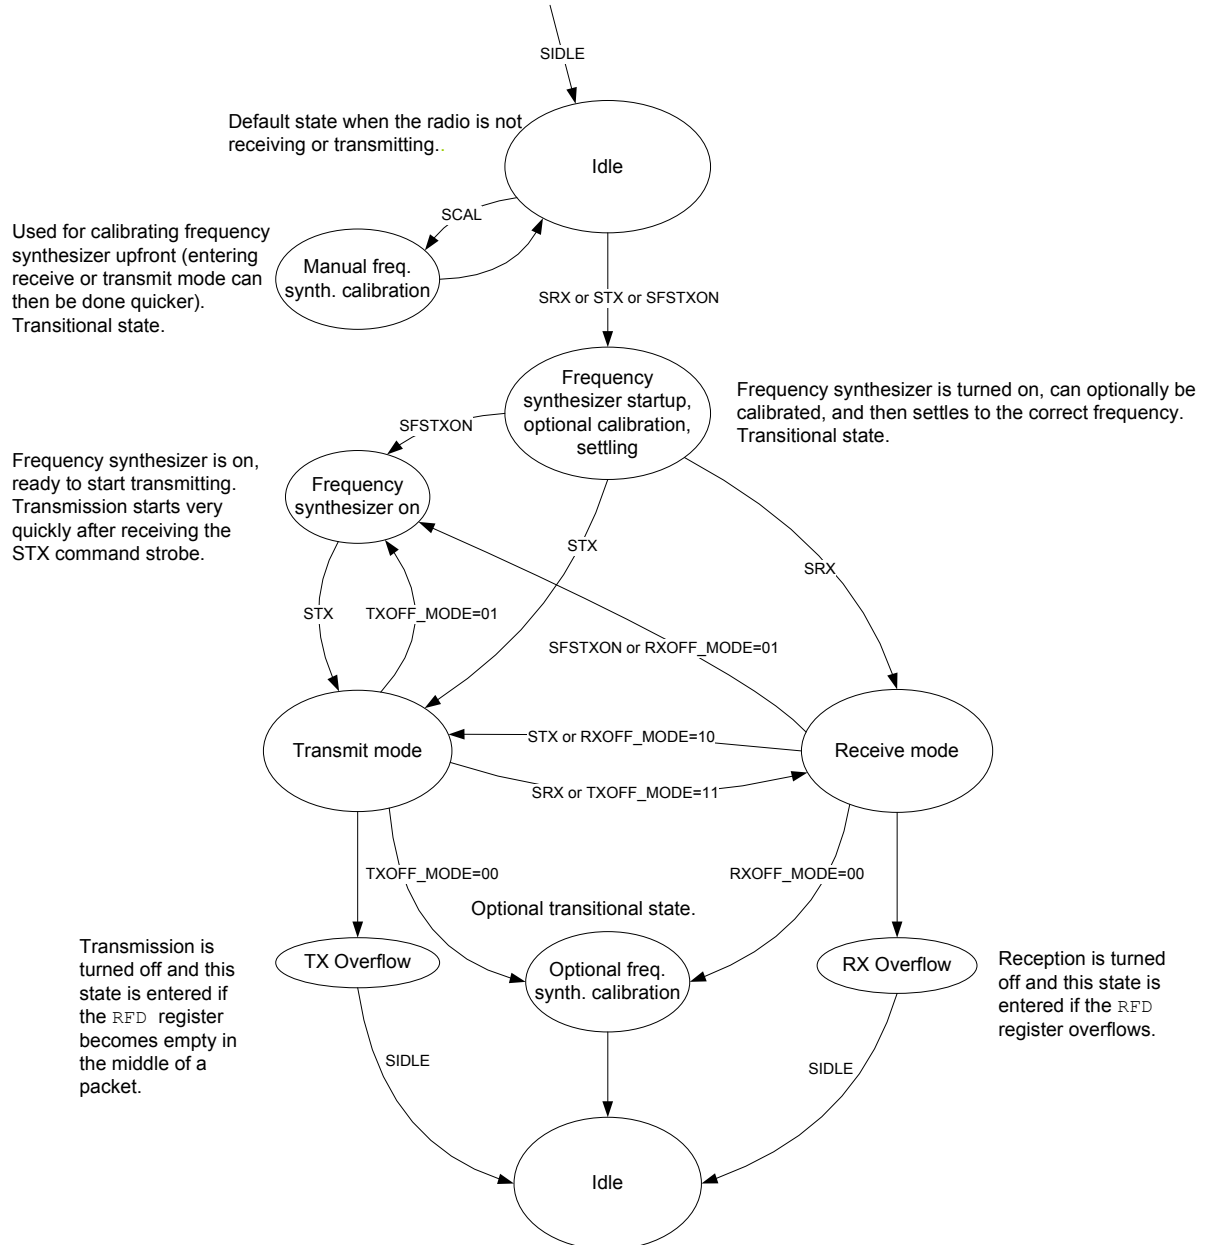 SIDLE
Default state when the radio is not
receiving or transmitting..
Idle
SCAL
Used for calibrating frequency
synthesizer upfront (entering
receive or transmit mode can
then be done quicker).
Transitional state.
Manual freq.
synth. calibration
SRX or STX or SFSTXON
Frequency
synthesizer startup,
optional calibration,
settling
Frequency synthesizer is turned on, can optionally be
calibrated, and then settles to the correct frequency.
Transitional state.
SFSTXON
Frequency synthesizer is on,
ready to start transmitting.
Transmission starts very
quickly after receiving the
STX command strobe.
Frequency
synthesizer on
STX
SRX
STX
TXOFF_MODE=01
SFSTXON or RXOFF_MODE=01
Transmit mode
STX or RXOFF_MODE=10
Receive mode
SRX or TXOFF_MODE=11
TXOFF_MODE=00
RXOFF_MODE=00
Optional transitional state.
Transmission is
turned off and this
state is entered if
the RFD register
becomes empty in
the middle of a
packet.
TX Overflow
Optional freq.
synth. calibration
RX Overflow
Reception is turned
off and this state is
entered if the RFD
register overflows.
SIDLE
SIDLE
Idle